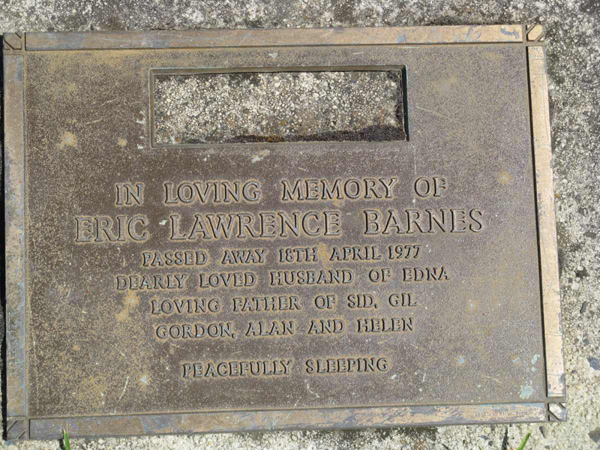 IN LOVING MEMORY OF
ERIC LAWRENCE BARNES
PASSED AWAY 18TH APRIL 1977
DEARLY LOVED HUSBAND OF EDNA
LOVING FATHER OF SID, GIL
GORDON, ALAN AND HELEN
PEACEFULLY SLEEPING